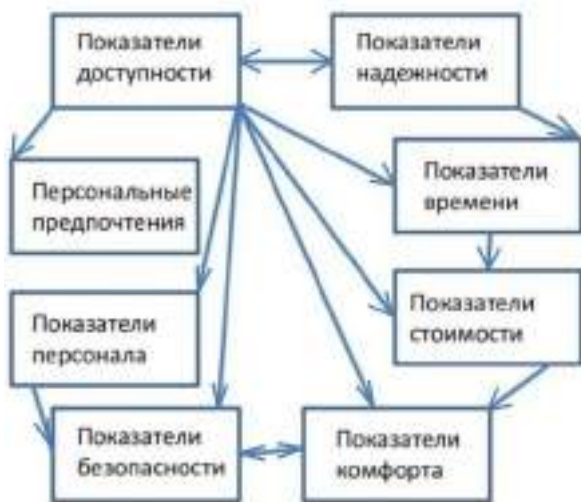 Показатели
доступности
Показатели
надежности
Персональные
предпочтения
Показатели
времени
Показатели
персонала
Показатели
стоимости
Показатели
безопасности
Показатели
комфорта